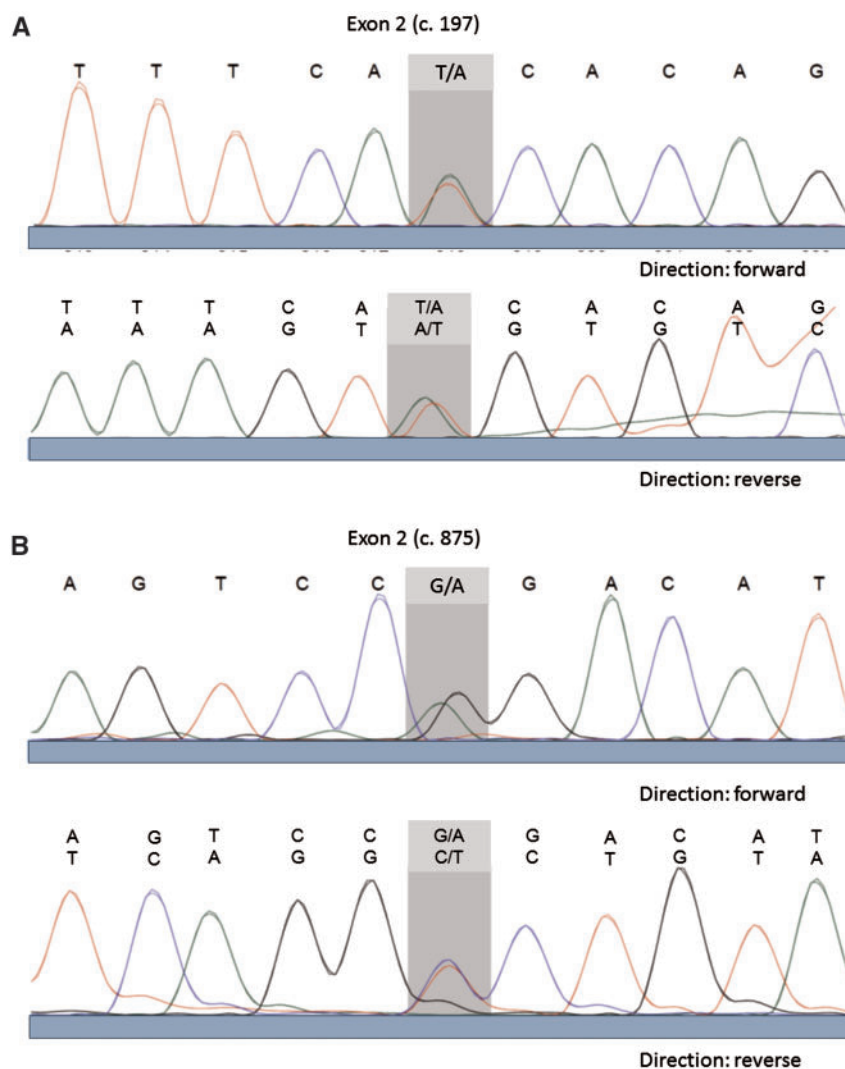 A
Exon 2 (c. 197)
T T T C A T/A C A C A G
Direction: forward
T T T C A T/A C A C A G
A A A G T A/T G T G T C
Direction: reverse
B
Exon 2 (c. 875)
A G T C C G/A G A C A T
Direction: forward
A G T C C G/A G A C A T
T C A G G C/T C T G T A
Direction: reverse